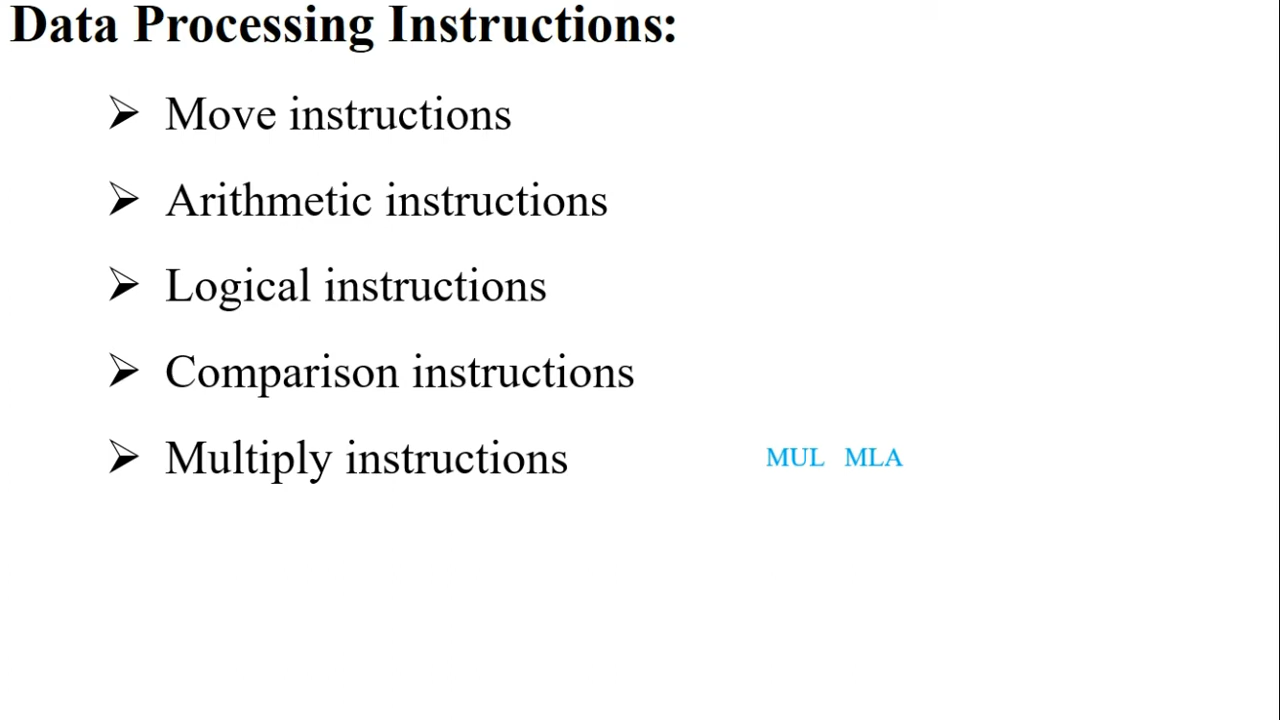 Data Processing Instructions:
➢ Move instructions
➢ Arithmetic instructions
➢ Logical instructions
➢ Comparison instructions
➢ Multiply instructions MUL MLA